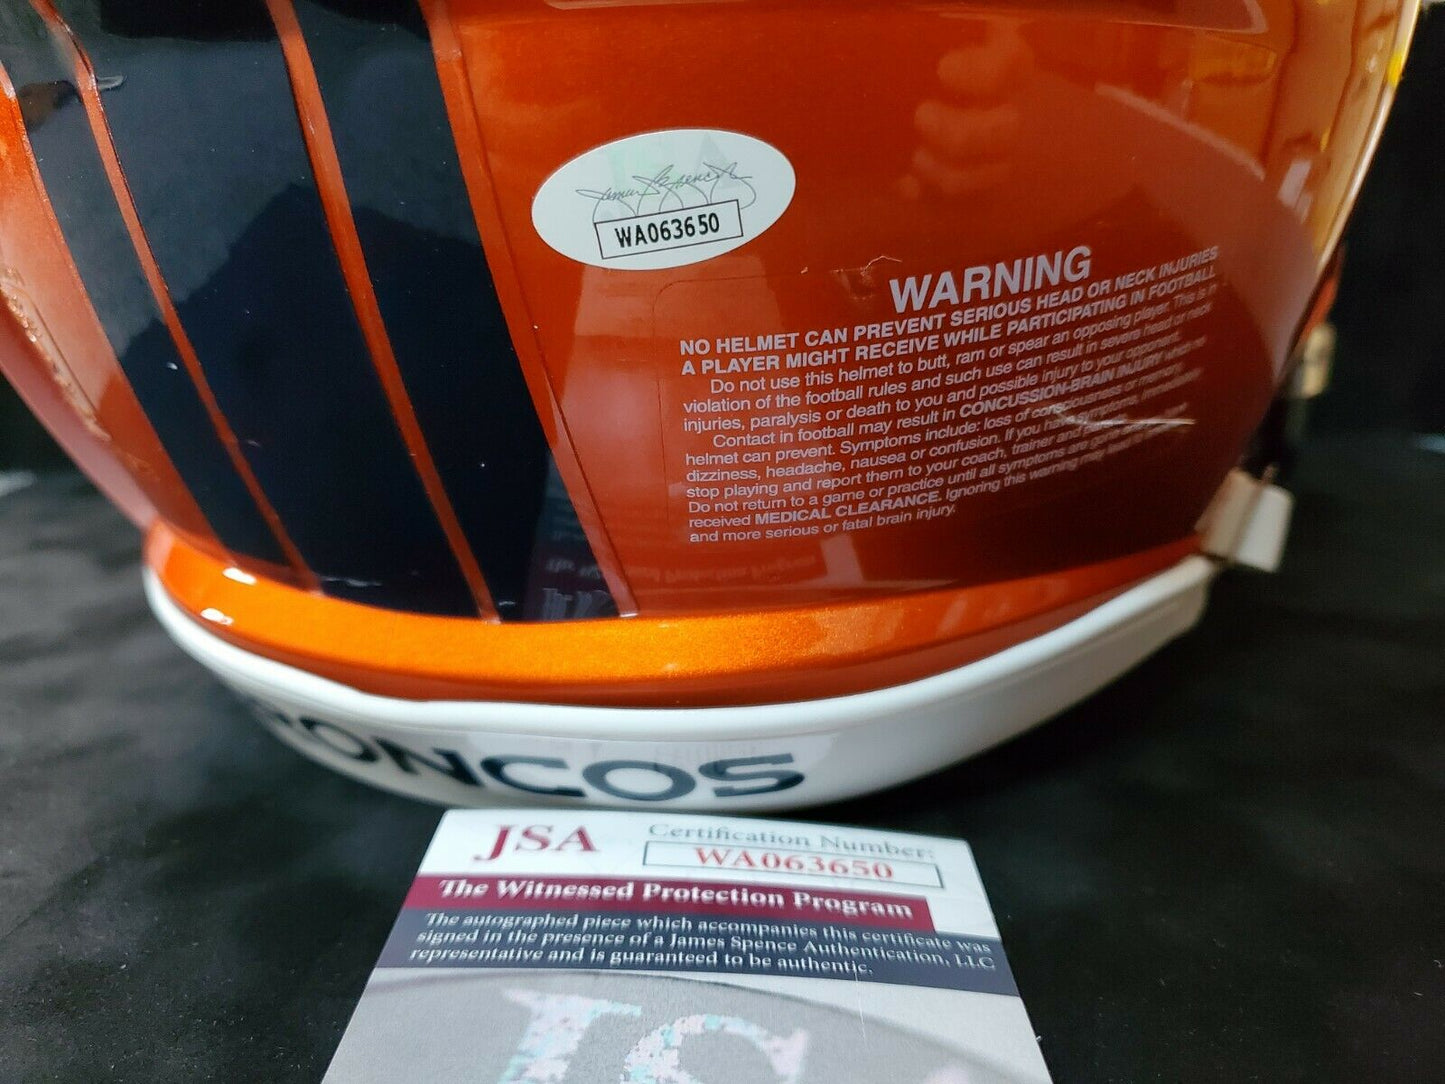 James Spence Jr
WA063650
WARNING
NO HELMET CAN PREVENT SERIOUS HEAD OR NECK INJURIES
A PLAYER MIGHT RECEIVE WHILE PARTICIPATING IN FOOTBALL
Do not use this helmet to butt, ram or spear an opposing player. This is in
violation of the football rules and such use can result in severe head or neck
injuries, paralysis or death to you and possible injury to your opponent.
Contact in football may result in CONCUSSION-BRAIN INJURY which no
helmet can prevent. Symptoms include: loss of consciousness or memory,
dizziness, headache, nausea or confusion. If you have symptoms, immediately
stop playing and report them to your coach, trainer and parents.
Do not return to a game or practice until all symptoms are gone and you have
received MEDICAL CLEARANCE. Ignoring this warning may lead to another
and more serious or fatal brain injury.
RONCOS
JSA
Certification Number:
WA063650
The Witnessed Protection Program
The autographed piece which accompanies this certificate was
signed in the presence of a James Spence Authentication, LLC
representative and is guaranteed to be authentic.
JS